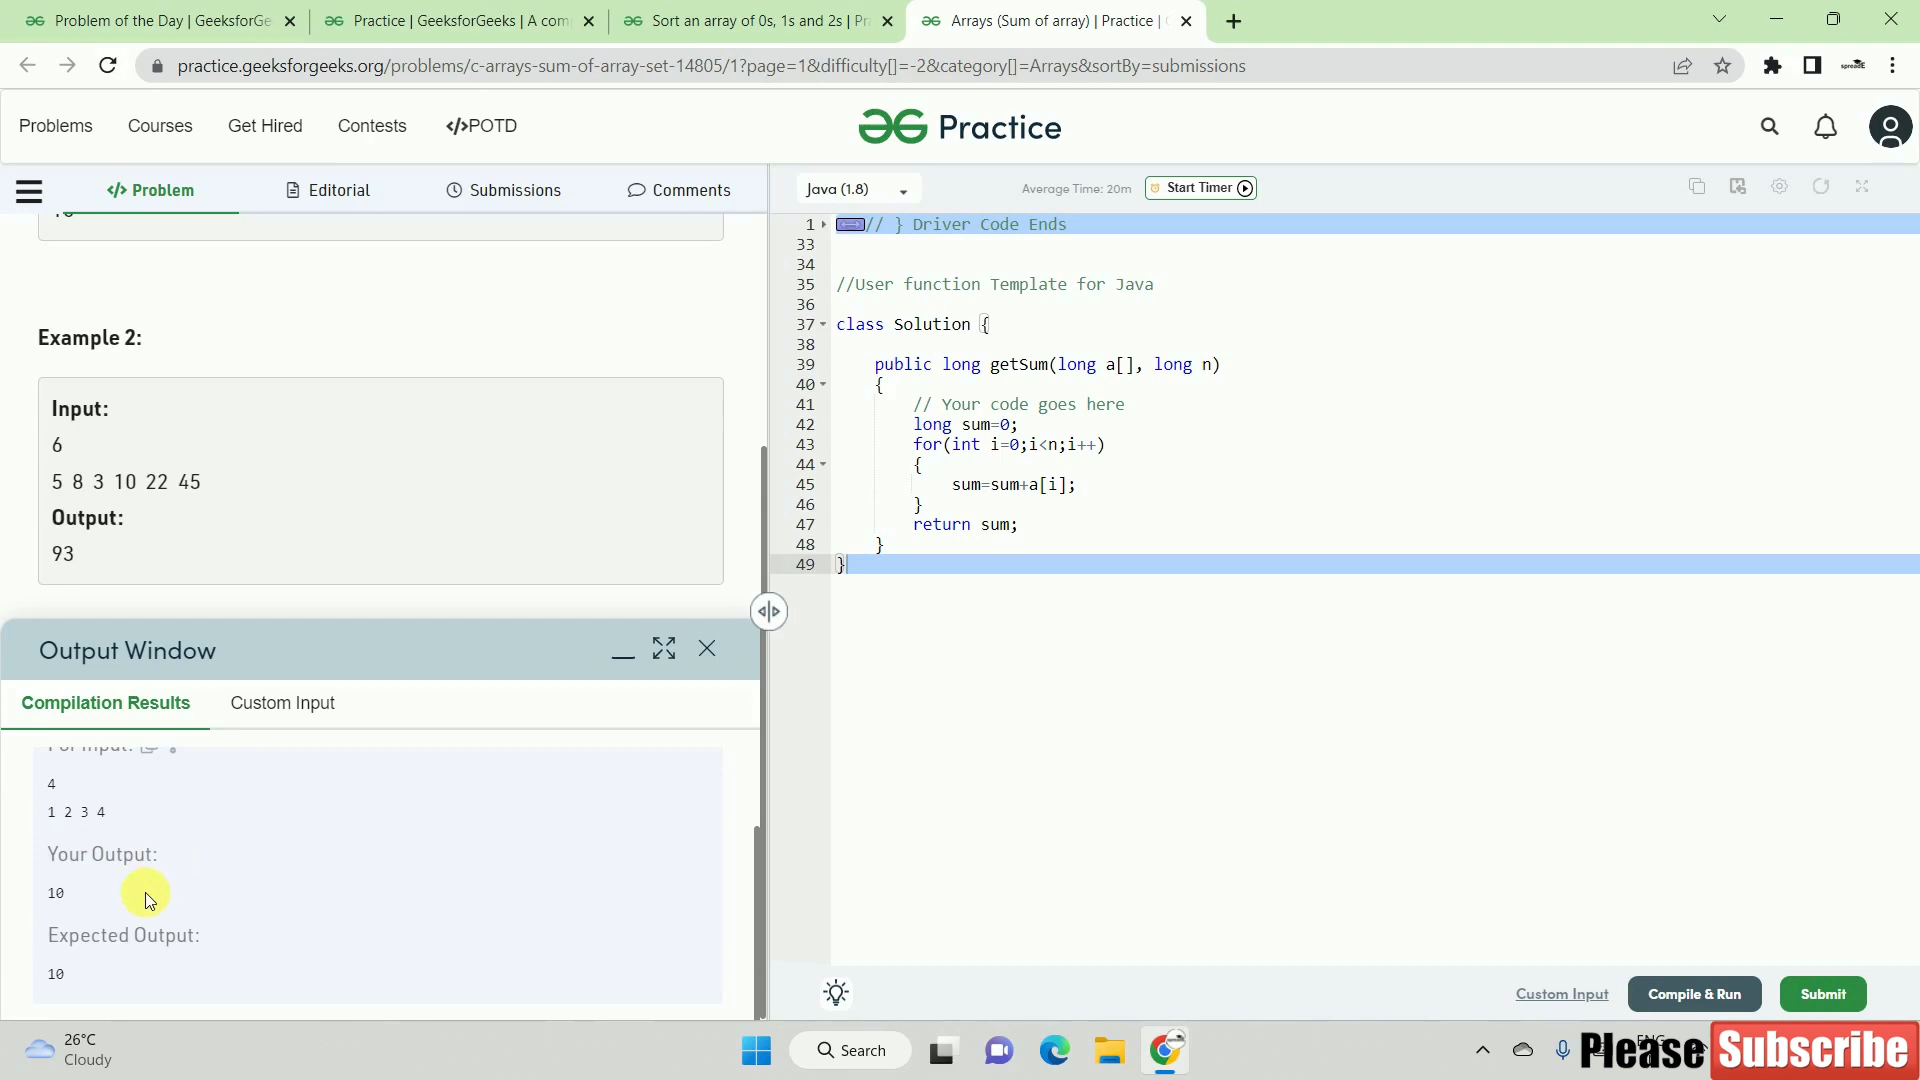 Problem of the Day | GeeksforGe
Practice | GeeksforGeeks | A com
Sort an array of 0s, 1s and 2s | Pra
Arrays (Sum of array) | Practice |
practice.geeksforgeeks.org/problems/c-arrays-sum-of-array-set-14805/1?page=1&difficulty[]=-2&category[]=Arrays&sortBy=submissions
Problems Courses Get Hired Contests </>POTD
Practice
</> Problem Editorial Submissions Comments
Java (1.8) Average Time: 20m Start Timer
Example 2:
Input:
6
5 8 3 10 22 45
Output:
93
Output Window
Compilation Results Custom Input
For Input:
4
1 2 3 4
Your Output:
10
Expected Output:
10
1 // } Driver Code Ends
33
34
35 //User function Template for Java
36
37 class Solution {
38
39 public long getSum(long a[], long n)
40 {
41 // Your code goes here
42 long sum=0;
43 for(int i=0;i<n;i++)
44 {
45 sum=sum+a[i];
46 }
47 return sum;
48 }
49 }
Custom Input Compile & Run Submit
26°C
Cloudy
Search
ENG
Please Subscribe